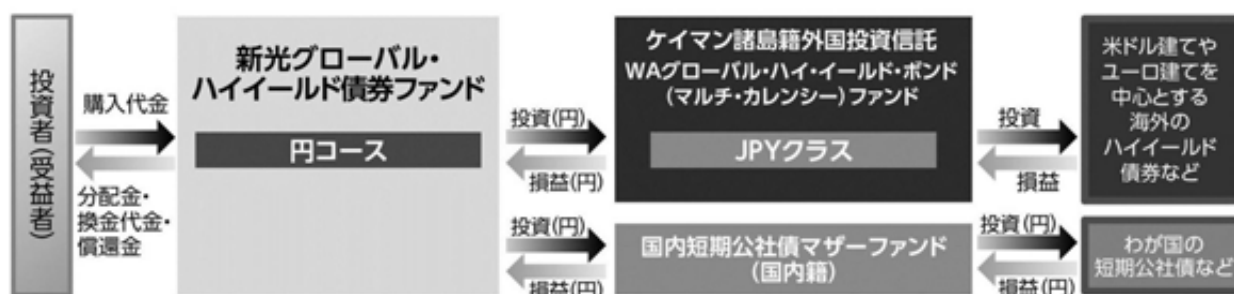 投資者(受益者)
購入代金
分配金・
換金代金・
償還金
新光グローバル・
ハイイールド債券ファンド
円コース
投資(円)
損益(円)
投資(円)
損益(円)
ケイマン諸島籍外国投資信託
WAグローバル・ハイ・イールド・ボンド
(マルチ・カレンシー)ファンド
JPYクラス
国内短期公社債マザーファンド
(国内籍)
投資
損益
投資(円)
損益(円)
米ドル建てや
ユーロ建てを
中心とする
海外の
ハイイールド
債券など
わが国の
短期公社債など